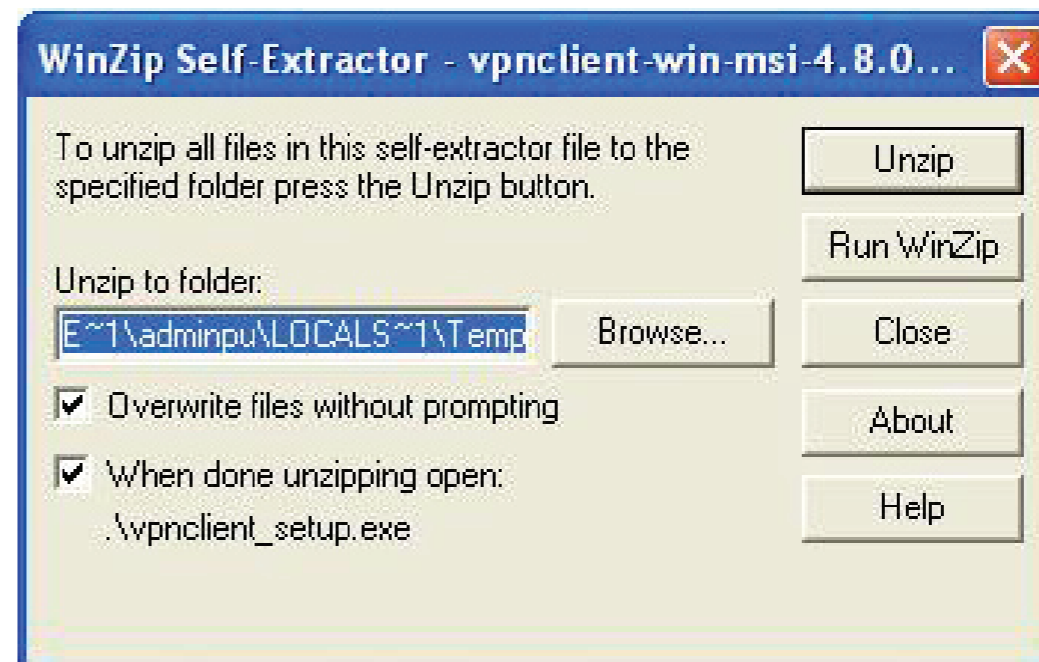 WinZip Self-Extractor - vpnclient-win-msi-4.8.0...
To unzip all files in this self-extractor file to the
specified folder press the Unzip button.
Unzip to folder:
E~1\adminpu\LOCALS~1\Temp
Browse...
Overwrite files without prompting
When done unzipping open:
.\vpnclient_setup.exe
Unzip
Run WinZip
Close
About
Help